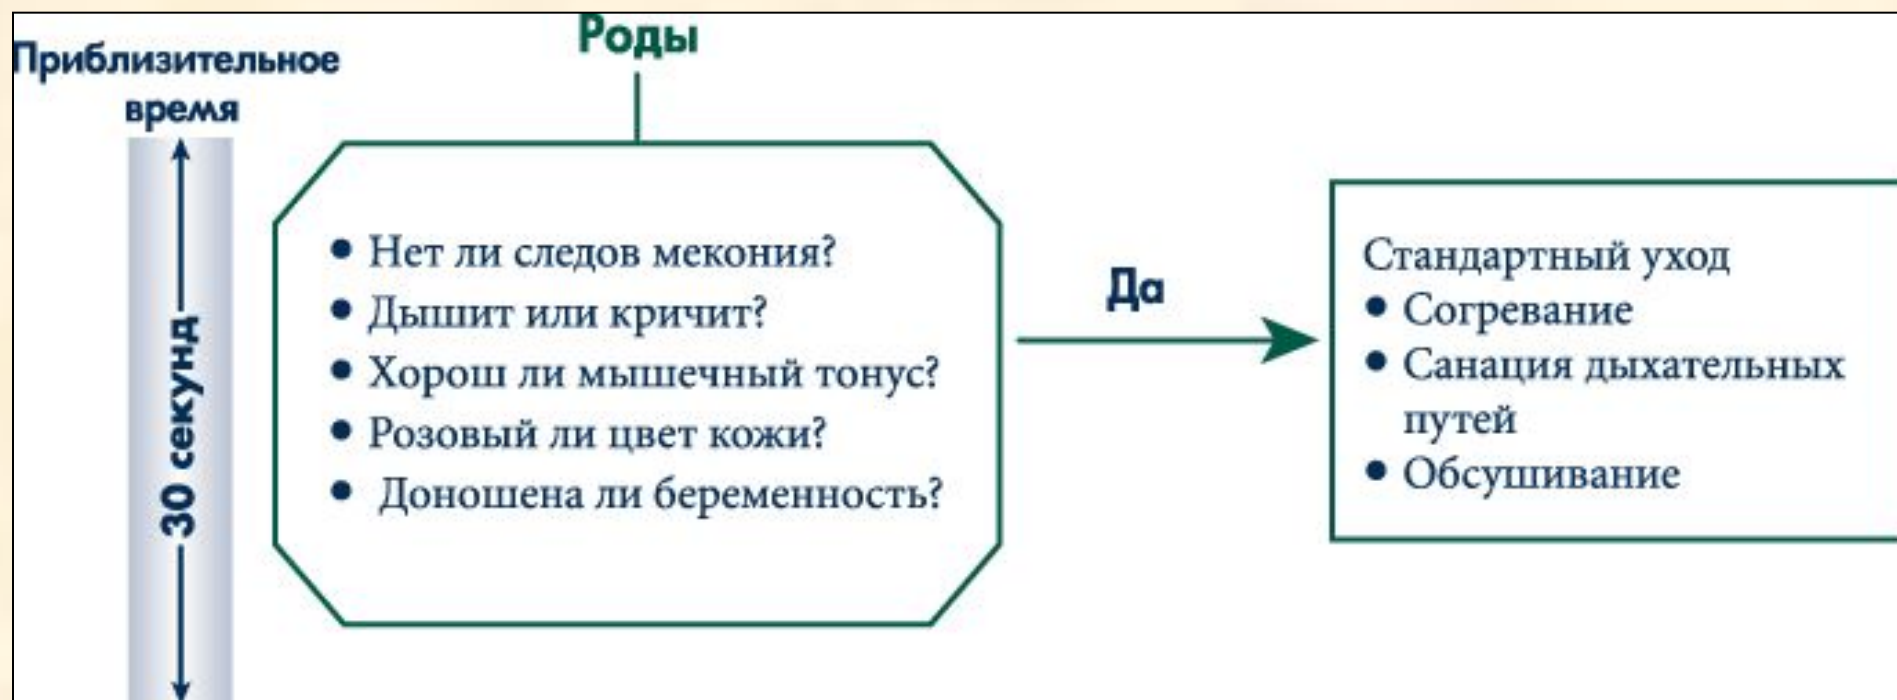 Приблизительное
время
30 секунд
Роды
● Нет ли следов мекония?
● Дышит или кричит?
● Хорош ли мышечный тонус?
● Розовый ли цвет кожи?
● Доношена ли беременность?
Да
Стандартный уход
● Согревание
● Санация дыхательных
путей
● Обсушивание